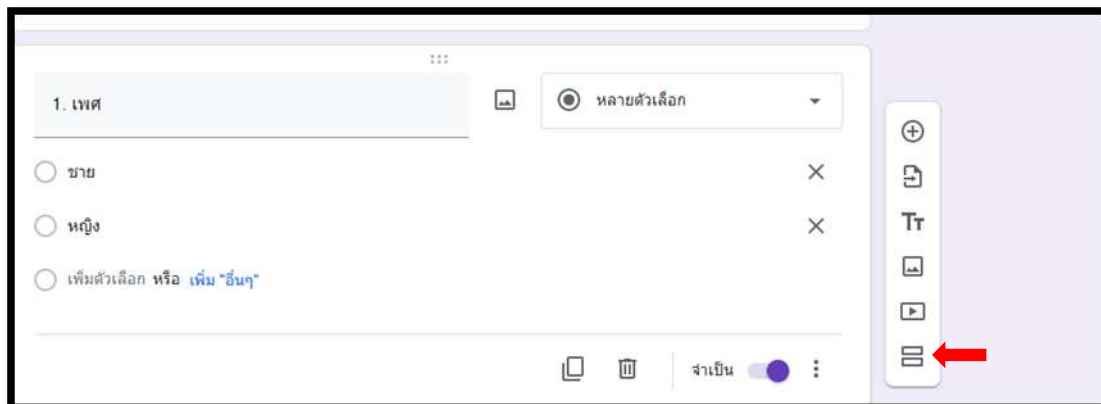 1. เพศ
หลายตัวเลือก
ชาย
หญิง
เพิ่มตัวเลือก หรือ เพิ่ม "อื่นๆ"
Tт
จำเป็น